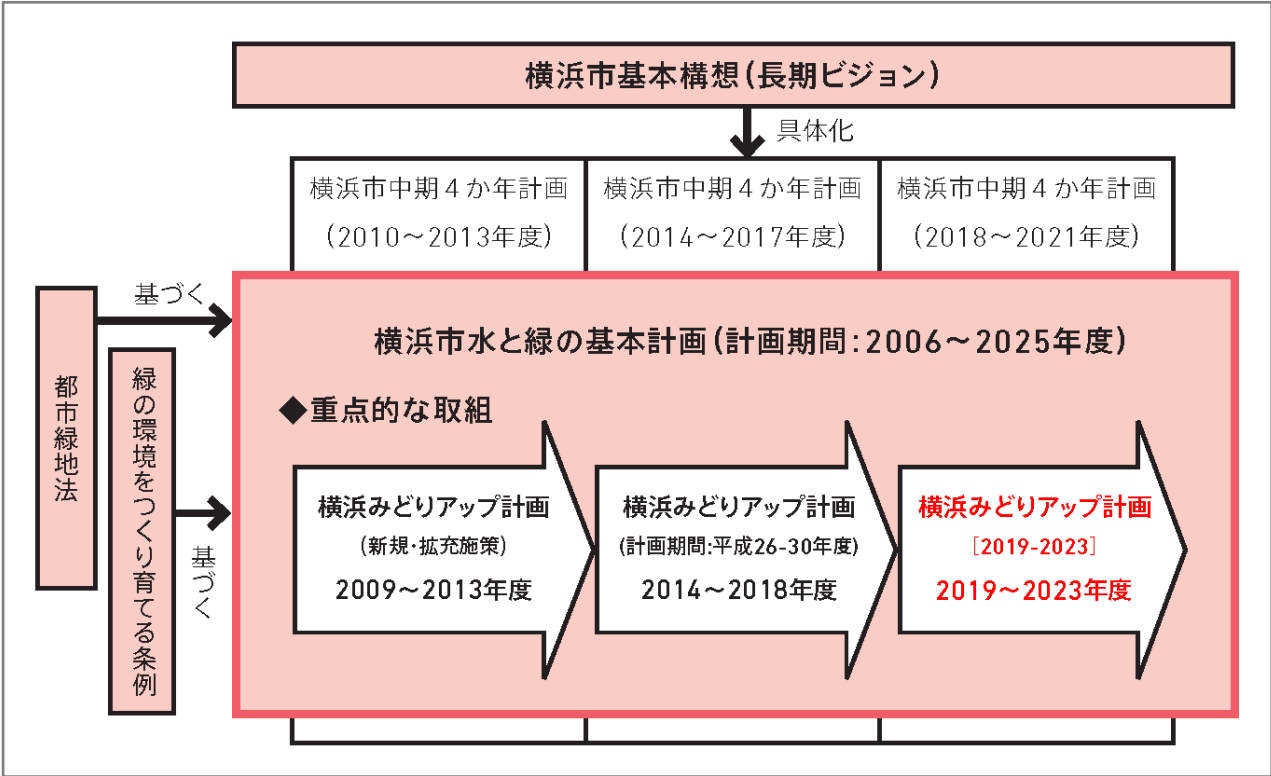 横浜市基本構想(長期ビジョン)
具体化
横浜市中期4か年計画
(2010～2013年度)
横浜市中期4か年計画
(2014～2017年度)
横浜市中期4か年計画
(2018～2021年度)
都市緑地法
基づく
緑の環境をつくり育てる条例
基づく
横浜市水と緑の基本計画(計画期間:2006～2025年度)
◆重点的な取組
横浜みどりアップ計画
(新規・拡充施策)
2009～2013年度
横浜みどりアップ計画
(計画期間:平成26-30年度)
2014～2018年度
横浜みどりアップ計画
[2019-2023]
2019～2023年度